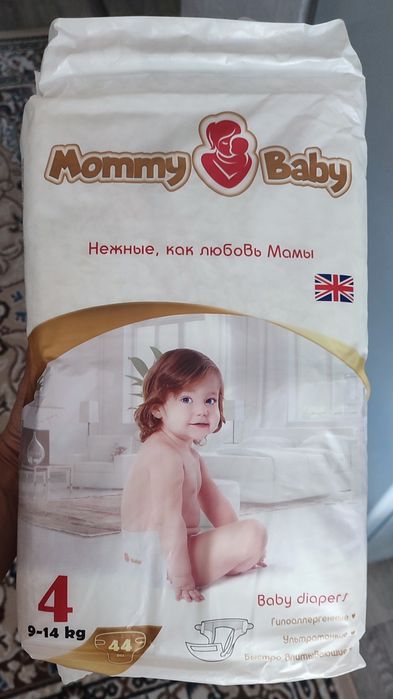 Mommy Baby
Нежные, как любовь Мамы
Baby diapers
Гипоаллергенные
Ультратонкие
Быстро впитывающие
4
9-14 kg
44